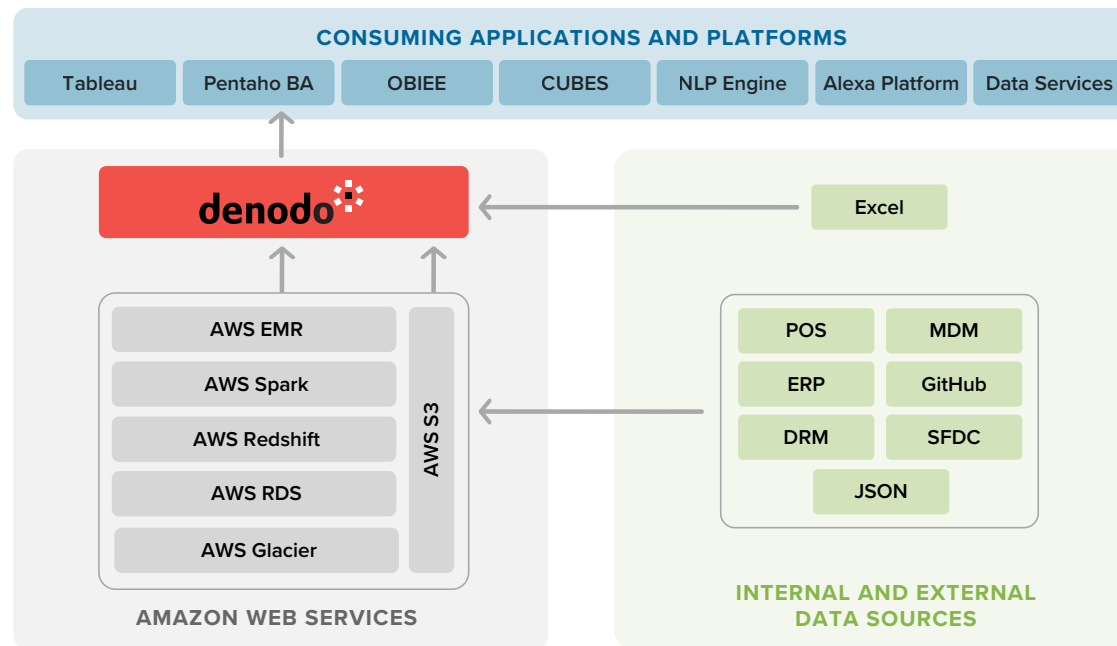 CONSUMING APPLICATIONS AND PLATFORMS
Tableau
Pentaho BA
OBIEE
CUBES
NLP Engine
Alexa Platform
Data Services
denodo
Excel
AWS EMR
AWS Spark
AWS Redshift
AWS RDS
AWS Glacier
AWS S3
POS
MDM
ERP
GitHub
DRM
SFDC
JSON
AMAZON WEB SERVICES
INTERNAL AND EXTERNAL
DATA SOURCES